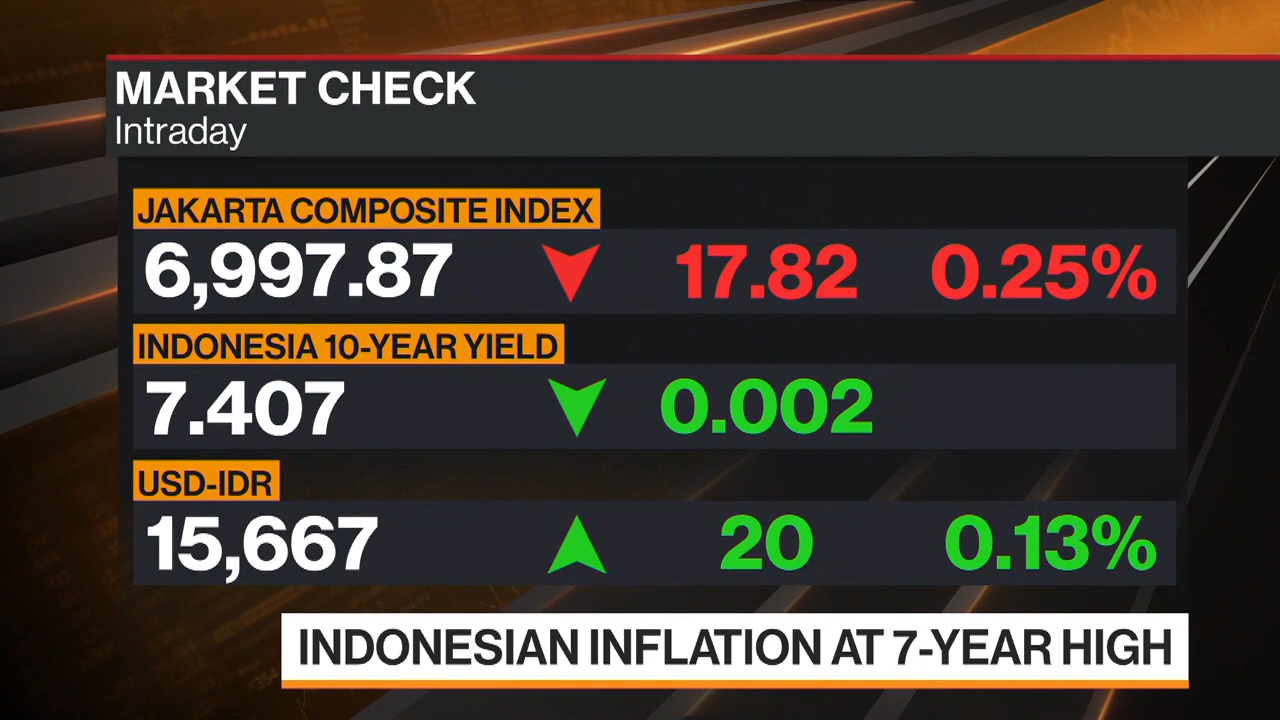 MARKET CHECK
Intraday
JAKARTA COMPOSITE INDEX
6,997.87 17.82 0.25%
INDONESIA 10-YEAR YIELD
7.407 0.002
USD-IDR
15,667 20 0.13%
INDONESIAN INFLATION AT 7-YEAR HIGH